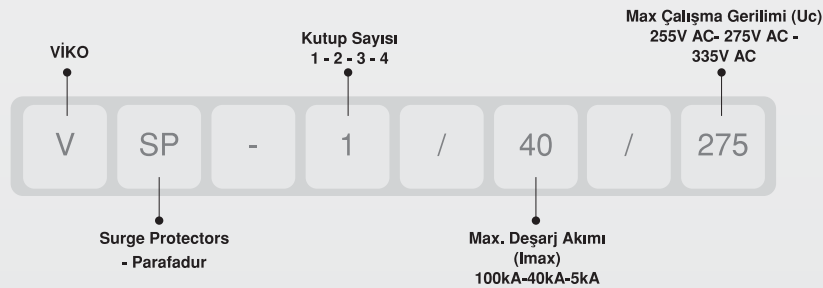 VİKO
Kutup Sayısı
1 - 2 - 3 - 4
Max Çalışma Gerilimi (Uc)
255V AC- 275V AC -
335V AC
V SP - 1 / 40 / 275
Surge Protectors
- Parafadur
Max. Deşarj Akımı
(Imax)
100kA-40kA-5kA